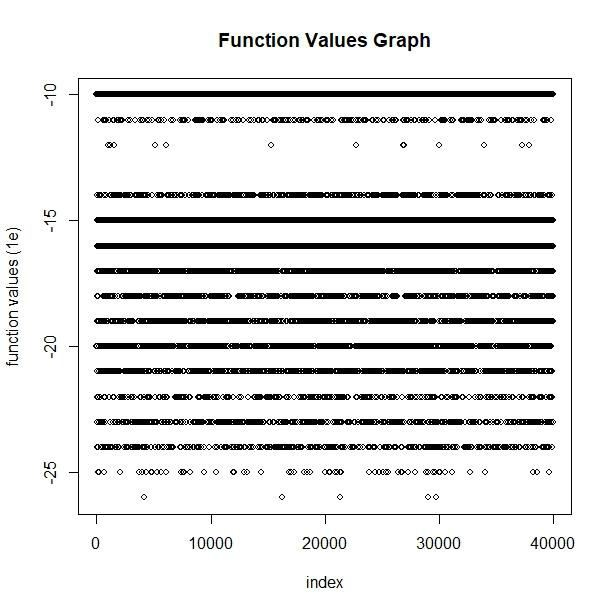 Function Values Graph
-10
-15
-20
-25
function values (1e)
0 10000 20000 30000 40000
index